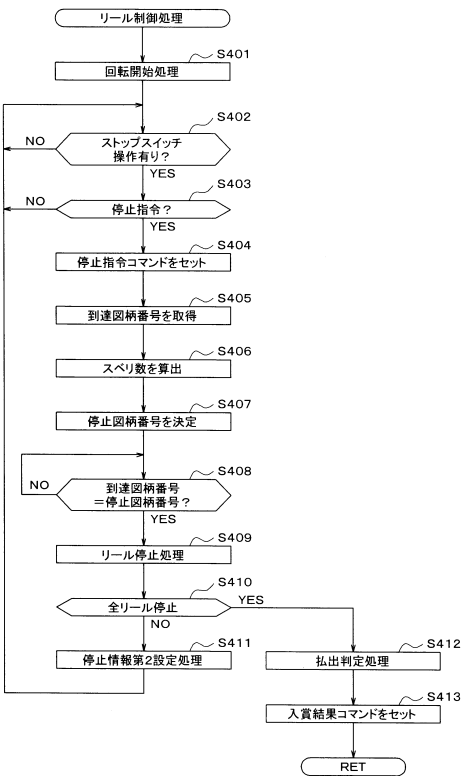 リール制御処理
S401
回転開始処理
S402
NO
ストップスイッチ
操作有り?
YES
S403
NO
停止指令?
YES
S404
停止指令コマンドをセット
S405
到達図柄番号を取得
S406
スベリ数を算出
S407
停止図柄番号を決定
S408
NO
到達図柄番号
=停止図柄番号?
YES
S409
リール停止処理
S410
全リール停止
YES
NO
S411
停止情報第2設定処理
S412
払出判定処理
S413
入賞結果コマンドをセット
RET